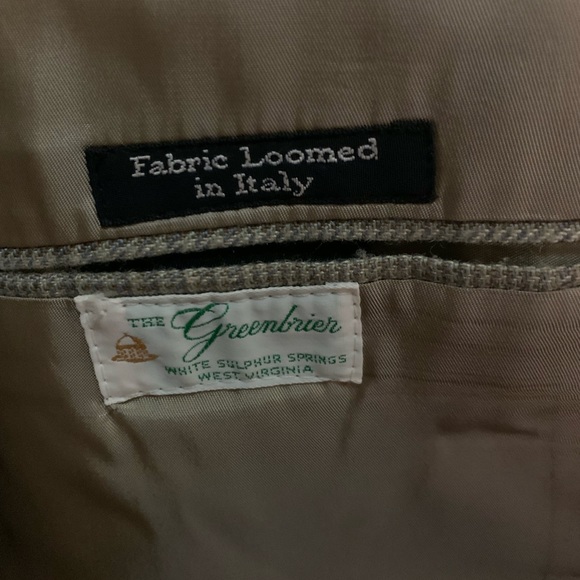 Fabric Loomed
in Italy
THE Greenbrier
WHITE SULPHUR SPRINGS
WEST VIRGINIA